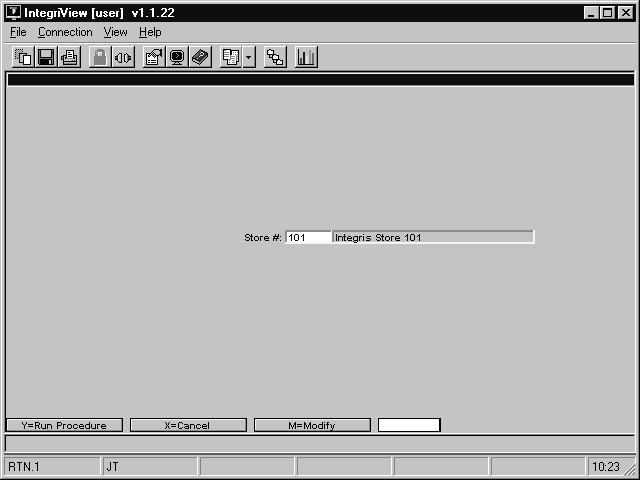 IntegriView [user] v1.1.22
File Connection View Help
Store #: 101 Integris Store 101
Y=Run Procedure X=Cancel M=Modify
RTN.1 JT 10:23